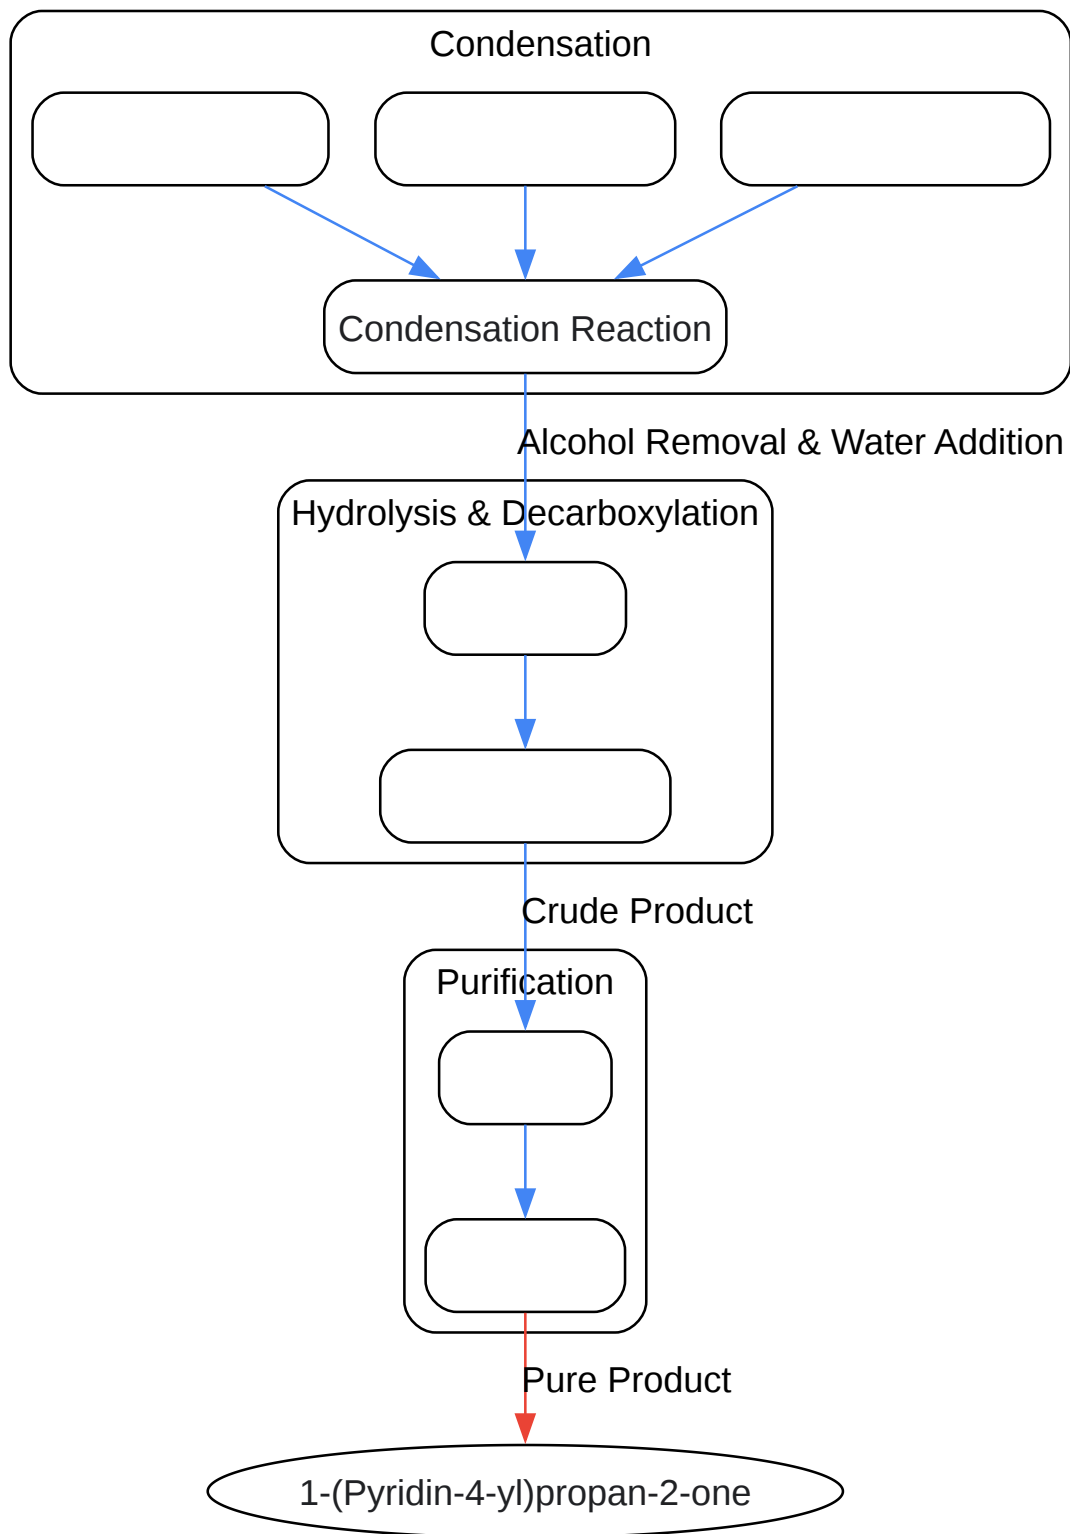 Condensation
Condensation Reaction
Alcohol Removal & Water Addition
Hydrolysis & Decarboxylation
Crude Product
Purification
Pure Product
1-(Pyridin-4-yl)propan-2-one